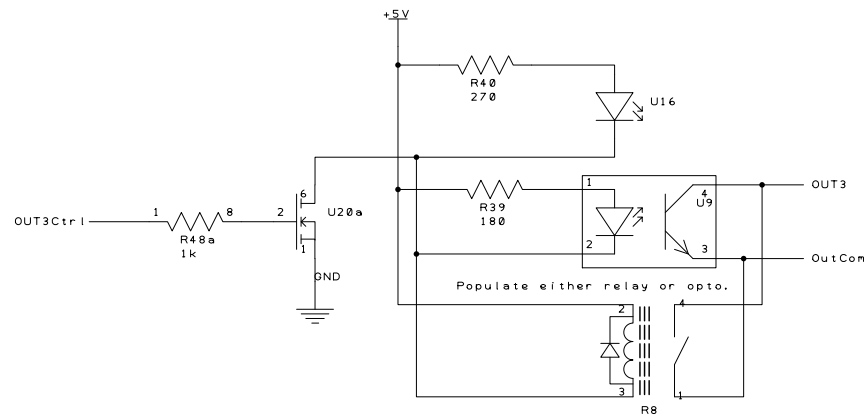 +5V
R40
270
U16
6
1
8
2
U20a
OUT3Ctrl
R48a
1k
1
GND
1
R39
180
2
4
U9
3
OUT3
OutCom
Populate either relay or opto.
2
3
4
1
R8